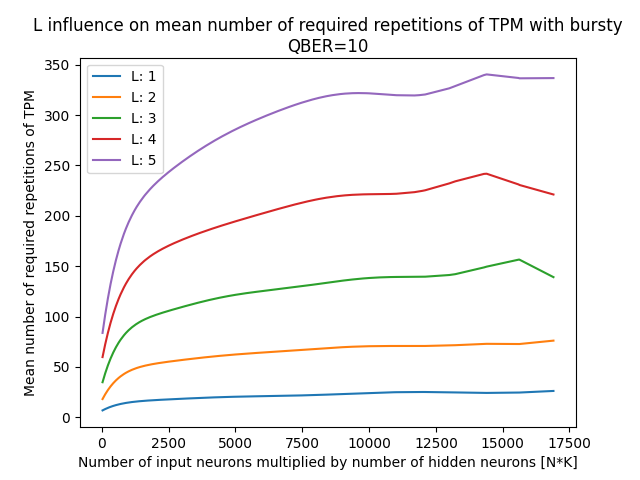 L influence on mean number of required repetitions of TPM with bursty
QBER=10
L: 1
L: 2
L: 3
L: 4
L: 5
Mean number of required repetitions of TPM
350
300
250
200
150
100
50
0
0 2500 5000 7500 10000 12500 15000 17500
Number of input neurons multiplied by number of hidden neurons [N*K]